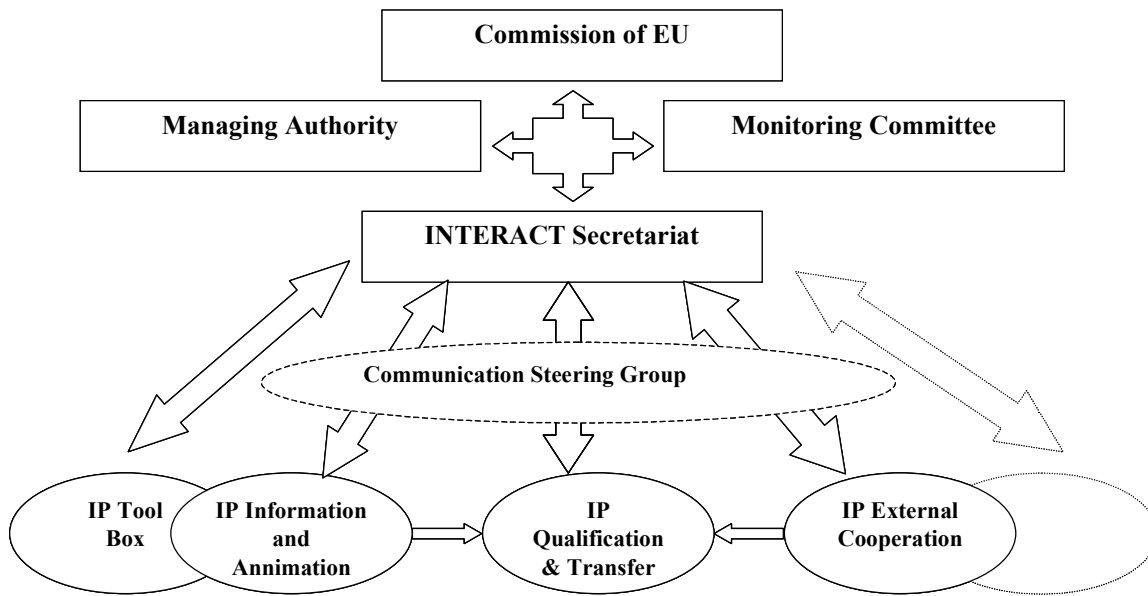 Commission of EU
Managing Authority
Monitoring Committee
INTERACT Secretariat
Communication Steering Group
IP Tool
Box
IP Information
and
Annimation
IP
Qualification
& Transfer
IP External
Cooperation